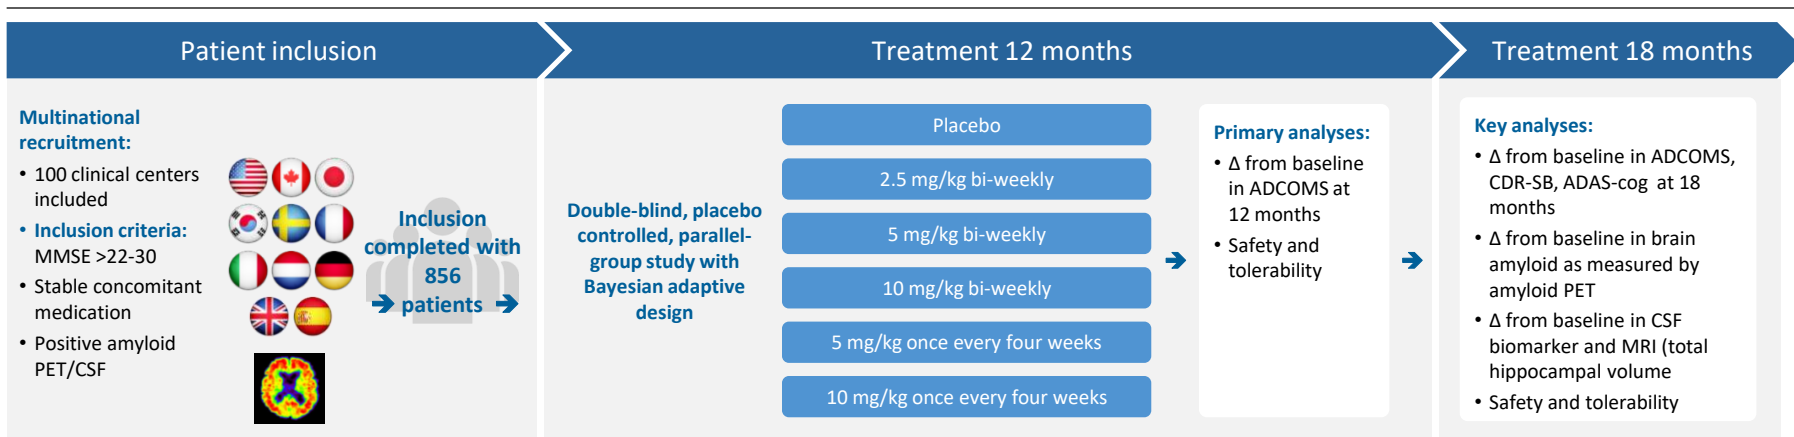 Patient inclusion
Treatment 12 months
Treatment 18 months
Multinational
recruitment:
• 100 clinical centers
included
• Inclusion criteria:
MMSE >22-30
• Stable concomitant
medication
• Positive amyloid
PET/CSF
Inclusion
completed with
856
patients
Double-blind, placebo
controlled, parallel-
group study with
Bayesian adaptive
design
Placebo
2.5 mg/kg bi-weekly
5 mg/kg bi-weekly
10 mg/kg bi-weekly
5 mg/kg once every four weeks
10 mg/kg once every four weeks
Primary analyses:
• Δ from baseline
in ADCOMS at
12 months
• Safety and
tolerability
Key analyses:
• Δ from baseline in ADCOMS,
CDR-SB, ADAS-cog at 18
months
• Δ from baseline in brain
amyloid as measured by
amyloid PET
• Δ from baseline in CSF
biomarker and MRI (total
hippocampal volume
• Safety and tolerability